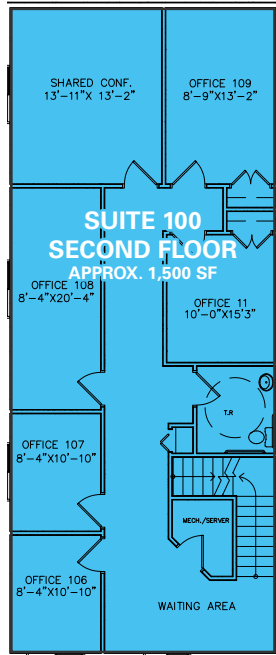 SHARED CONF.
13'-11"X 13'-2"
OFFICE 109
8'-9"X13'-2"
SUITE 100
SECOND FLOOR
APPROX. 1,500 SF
OFFICE 108
8'-4"X20'-4"
OFFICE 11
10'-0"X15'3"
T.R
OFFICE 107
8'-4"X10'-10"
MECH./SERVER
OFFICE 106
8'-4"X10'-10"
WAITING AREA